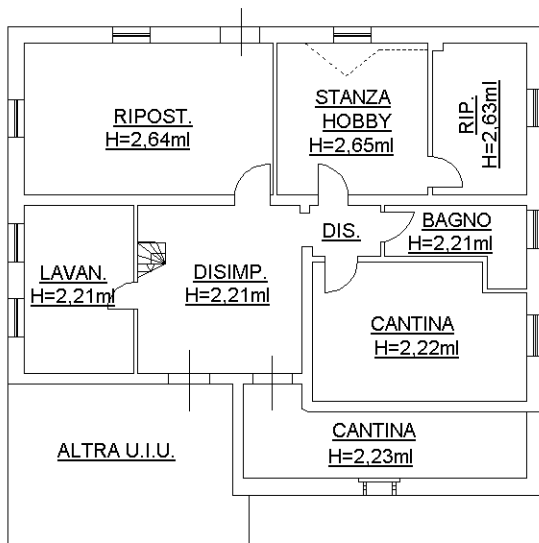 RIPOST.
H=2,64ml
STANZA
HOBBY
H=2,65ml
RIP.
H=2,63ml
LAVAN.
H=2,21ml
DISIMP.
H=2,21ml
DIS.
BAGNO
H=2,21ml
CANTINA
H=2,22ml
ALTRA U.I.U.
CANTINA
H=2,23ml